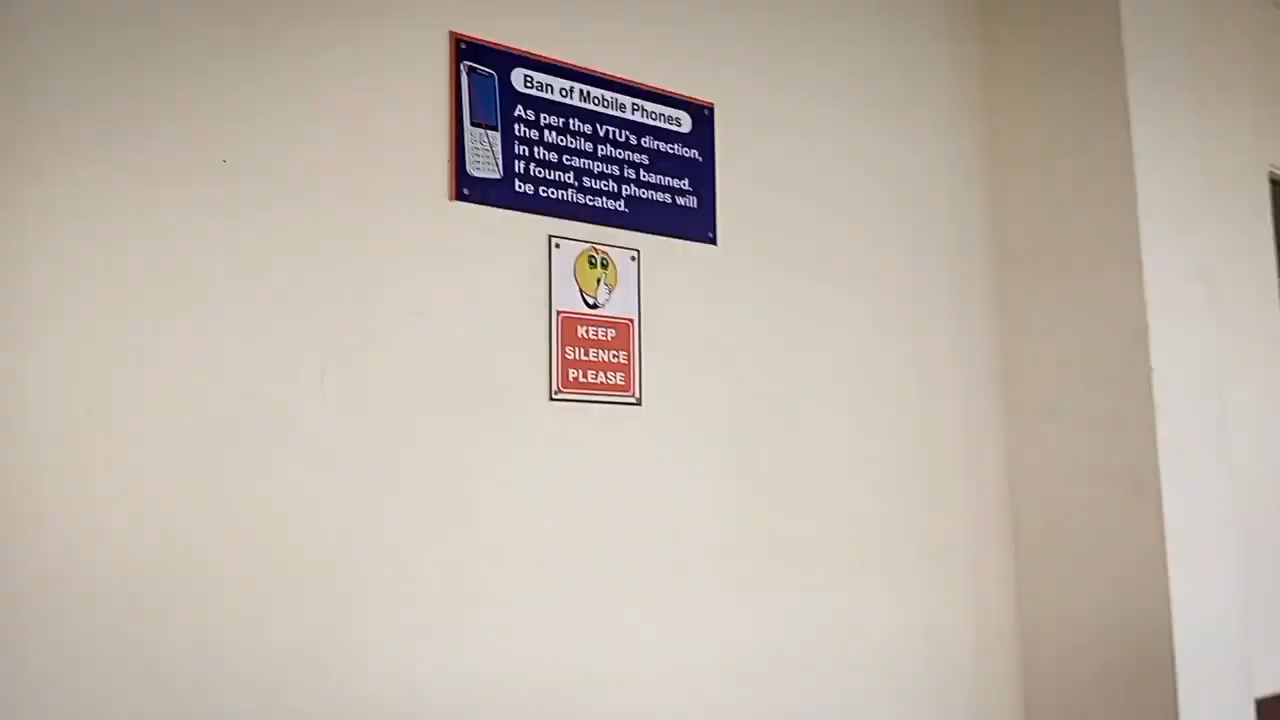 Ban of Mobile Phones
As per the VTU's direction,
the Mobile phones
in the campus is banned.
If found, such phones will
be confiscated.
KEEP
SILENCE
PLEASE